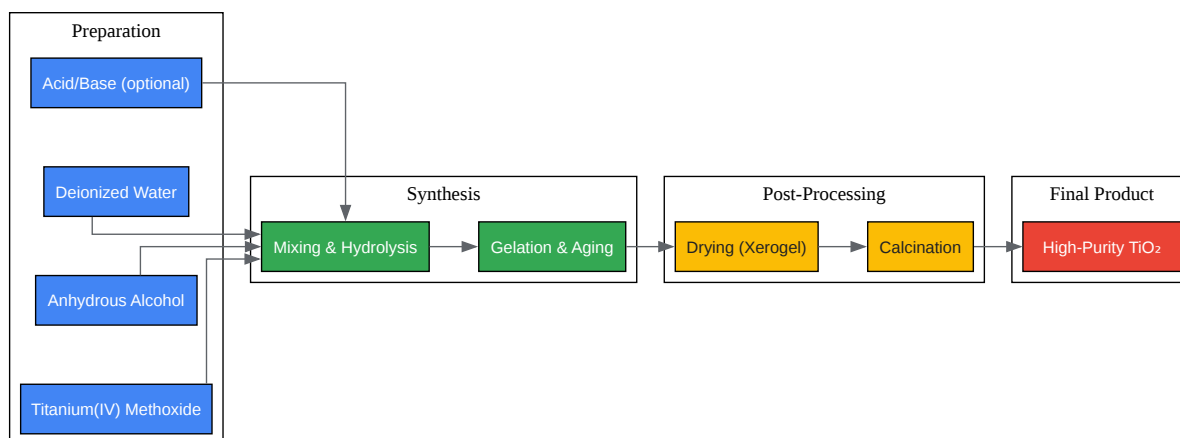 Preparation
Acid/Base (optional)
Deionized Water
Anhydrous Alcohol
Titanium(IV) Methoxide
Synthesis
Mixing & Hydrolysis
Gelation & Aging
Post-Processing
Drying (Xerogel)
Calcination
Final Product
High-Purity TiO₂